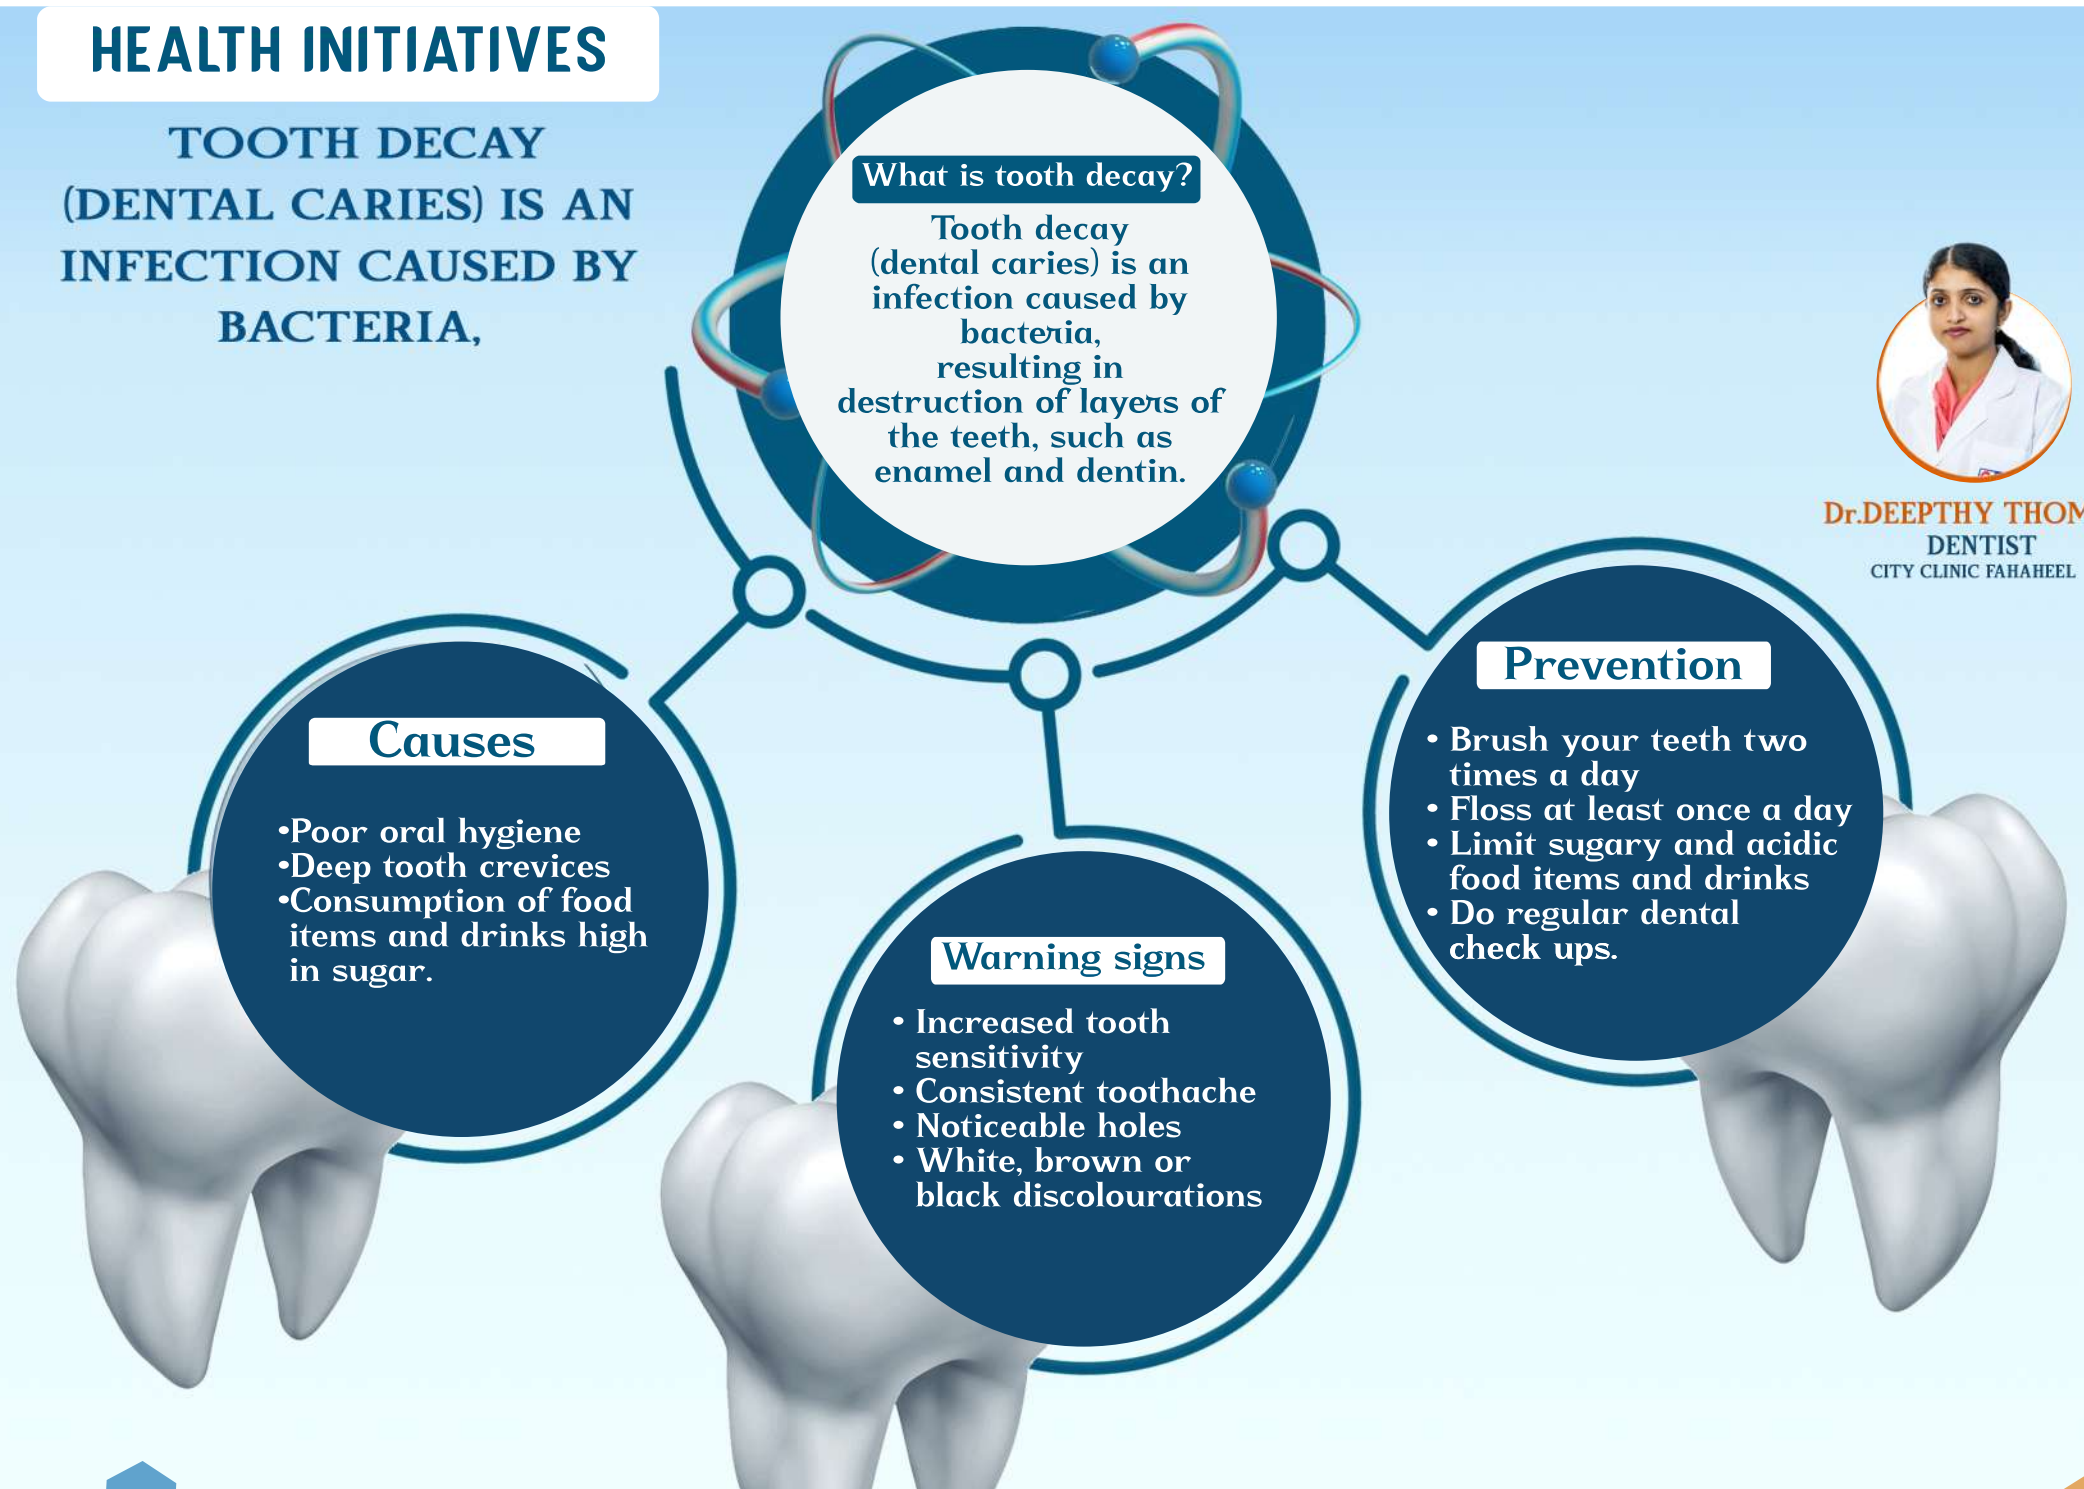 HEALTH INITIATIVES
TOOTH DECAY
(DENTAL CARIES) IS AN
INFECTION CAUSED BY
BACTERIA,
What is tooth decay?
Tooth decay
(dental caries) is an
infection caused by
bacteria,
resulting in
destruction of layers of
the teeth, such as
enamel and dentin.
Dr.DEEPTHY
DENTIST
CITY CLINIC FAHAHEEL
Causes
•Poor oral hygiene
•Deep tooth crevices
•Consumption of food
items and drinks high
in sugar.
Warning signs
• Increased tooth
sensitivity
• Consistent toothache
• Noticeable holes
• White, brown or
black discolourations
Prevention
• Brush your teeth two
times a day
• Floss at least once a day
• Limit sugary and acidic
food items and drinks
• Do regular dental
check ups.